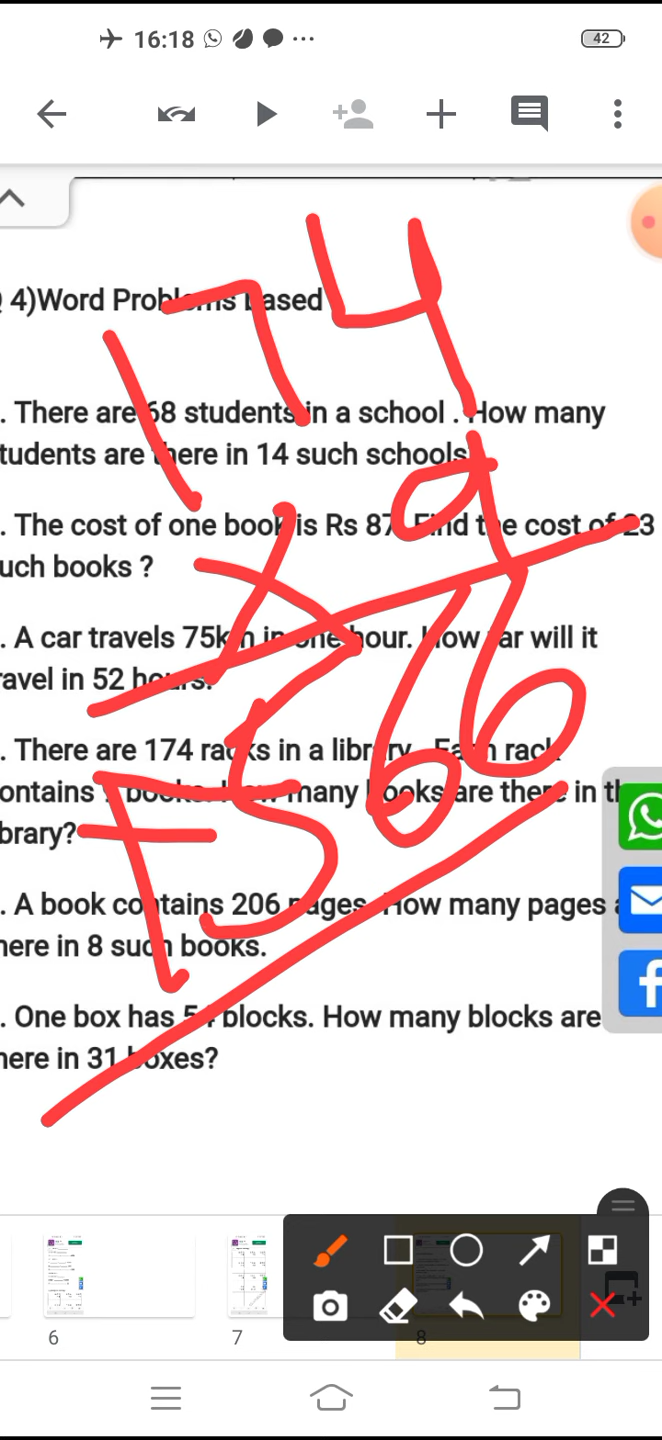 16:18
42
4)Word Problems based
174
. There are 68 students in a school . How many
tudents are there in 14 such schools
x 9
. The cost of one book is Rs 87. Find the cost of 23
uch books ?
. A car travels 75km in one hour. How far will it
ravel in 52 hours.
1566
. There are 174 racks in a library. Each rack
ontains books. How many books are there in th
brary?
. A book contains 206 pages. How many pages a
here in 8 such books.
. One box has 54 blocks. How many blocks are
here in 31 boxes?
6
7
8